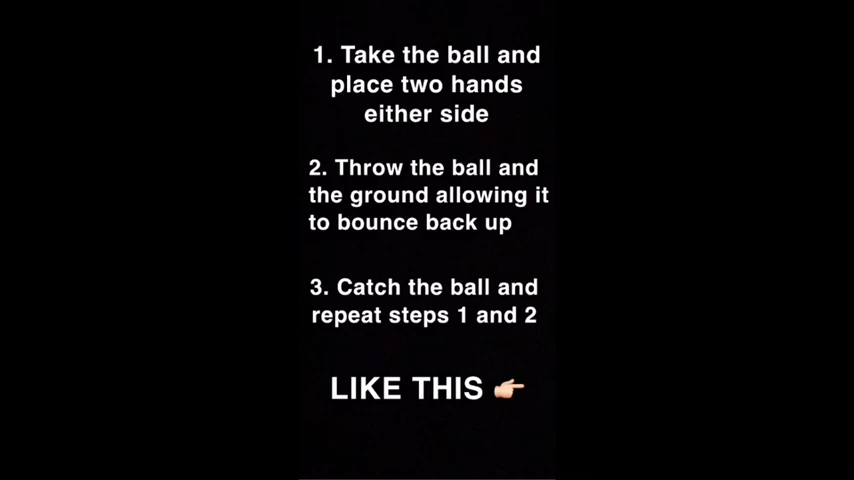 1. Take the ball and
place two hands
either side
2. Throw the ball and
the ground allowing it
to bounce back up
3. Catch the ball and
repeat steps 1 and 2
LIKE THIS 👉🏻